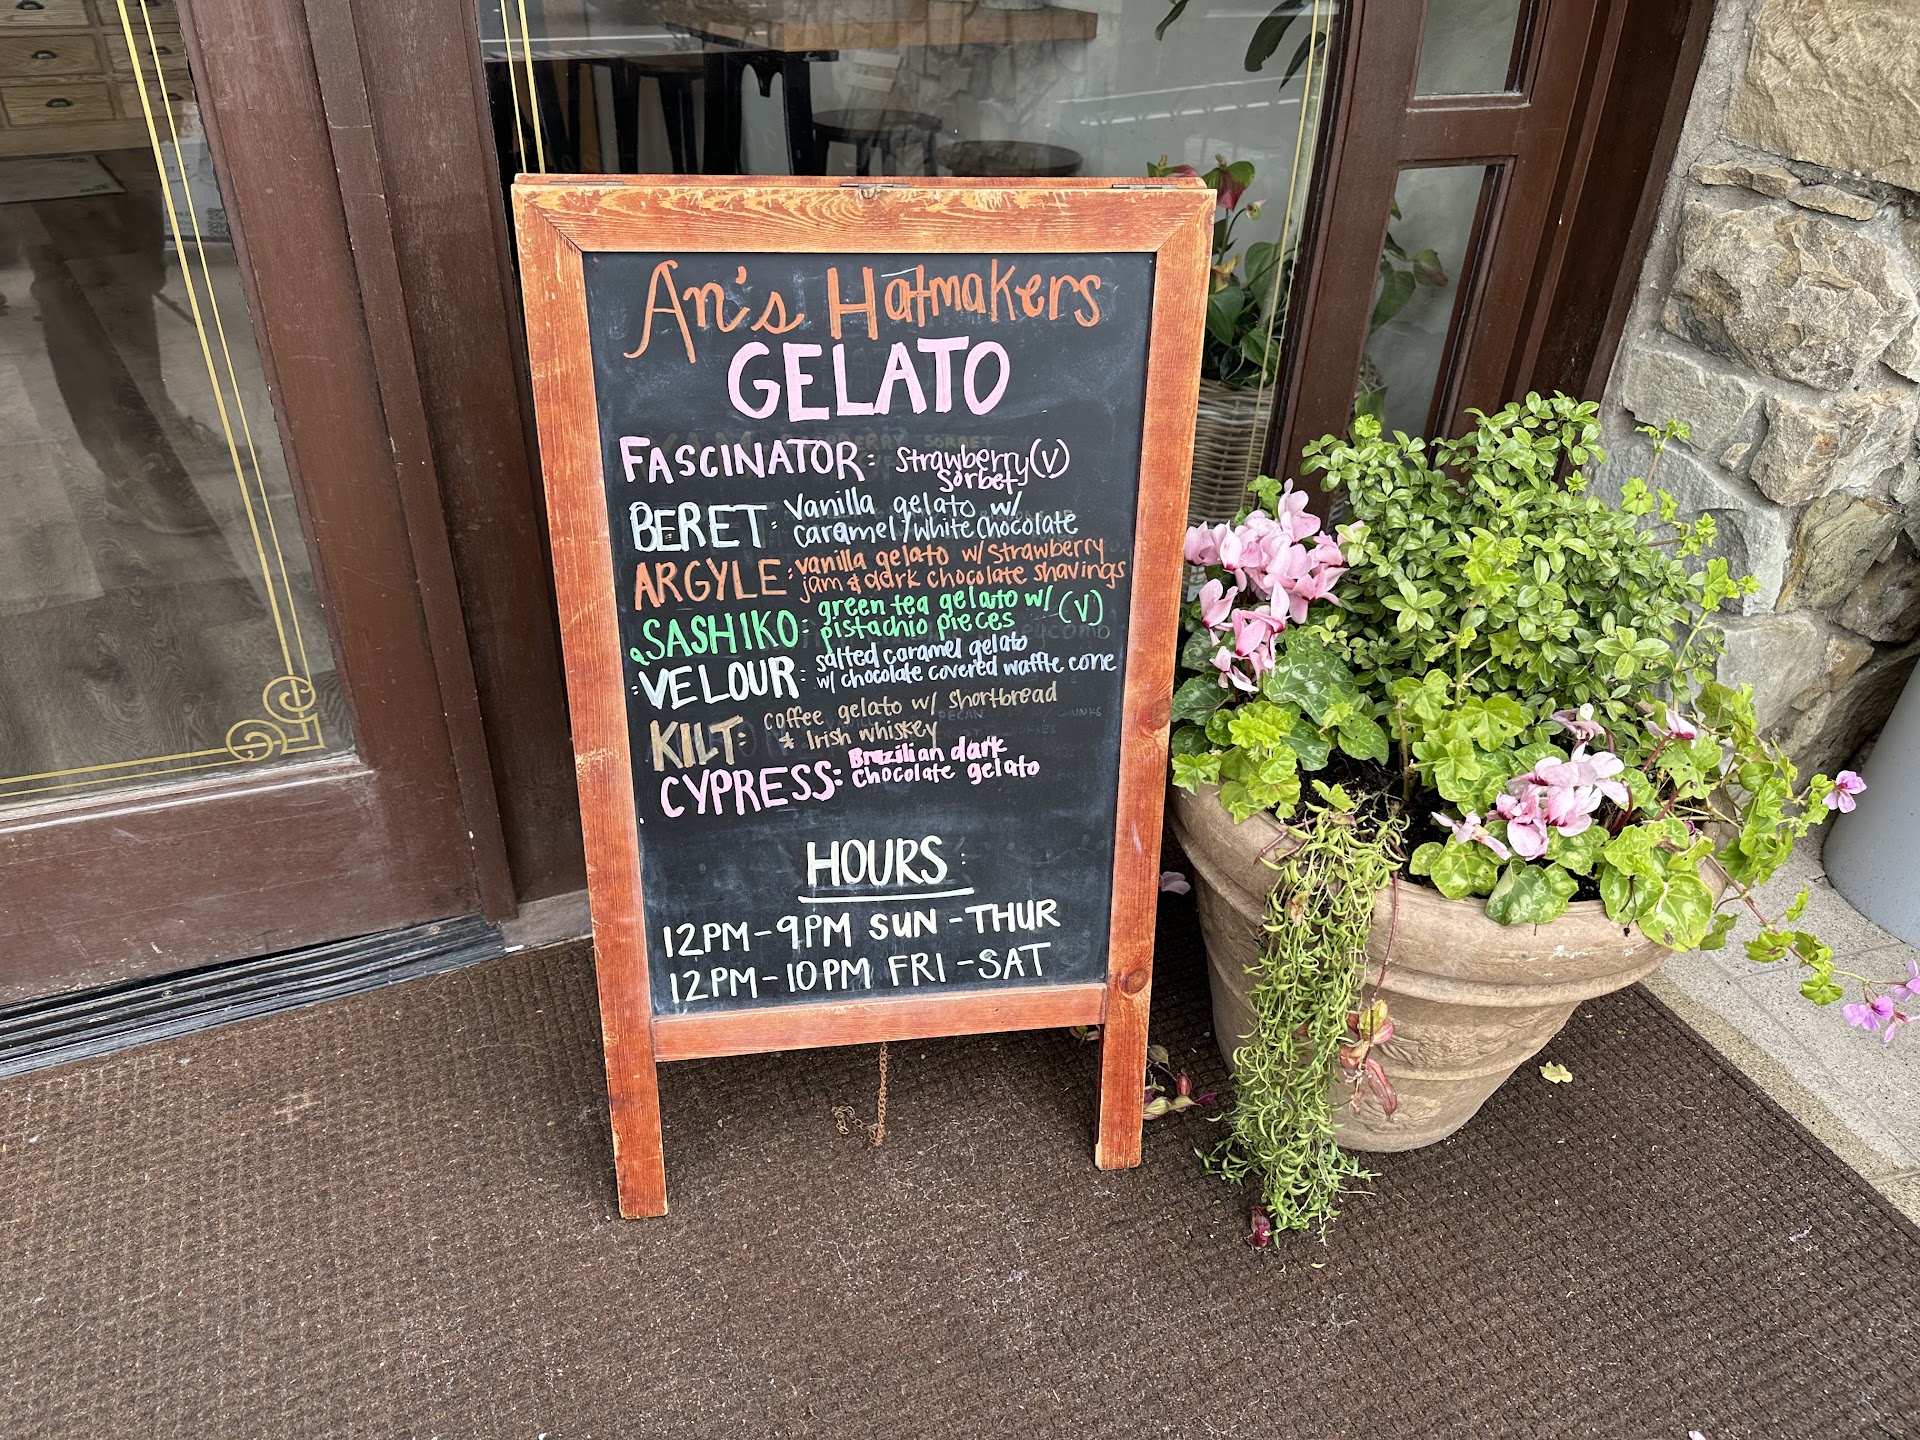 An's Hatmakers
GELATO
FASCINATOR: Strawberry (V)
Sorbet
BERET: Vanilla gelato w/
caramel/white chocolate
ARGYLE: vanilla gelato w/ strawberry
jam & dark chocolate shavings
SASHIKO: green tea gelato w/ (V)
pistachio pieces
VELOUR: salted caramel gelato
w/ chocolate covered waffle cone
KILT: coffee gelato w/ shortbread
& Irish whiskey
CYPRESS: Brazilian dark
chocolate gelato
HOURS:
12PM-9PM SUN-THUR
12PM-10PM FRI-SAT